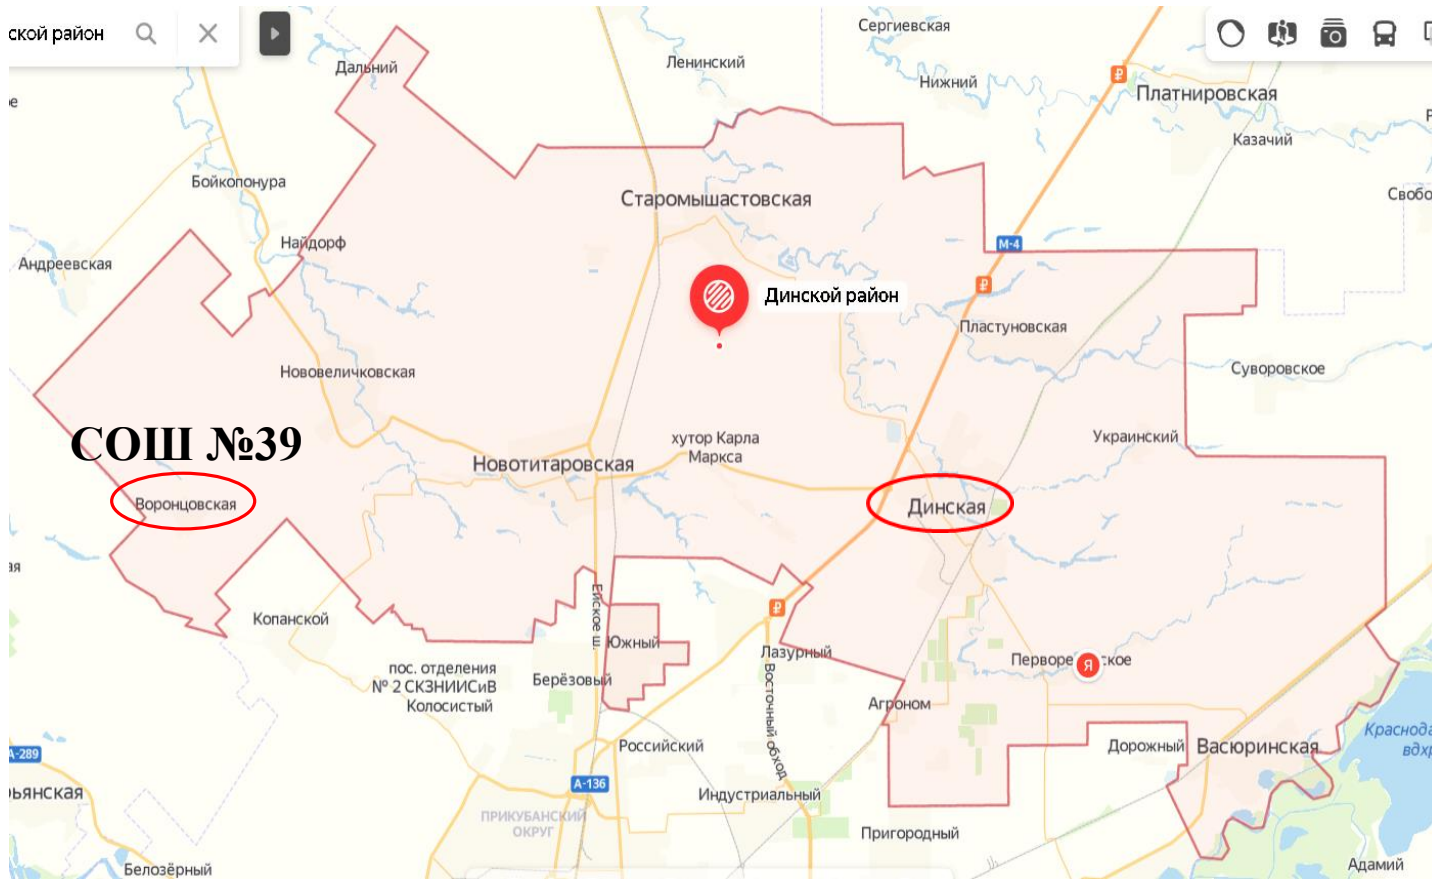 ской район
Сергиевская
Ленинский
Дальний
Нижний
Платнировская
Казачий
Бойкопонура
Старомышастовская
Свобо
Найдорф
М-4
Андреевская
Динской район
Пластуновская
Нововеличковская
Суворовское
СОШ №39
хутор Карла
Маркса
Украинский
Новотитаровская
Воронцовская
Динская
Ейское ш.
Копанской
Южный
Лазурный
пос. отделения
№ 2 СКЗНИИСиВ
Колосистый
Берёзовый
Восточный обход
Агроном
Я
Российский
Дорожный
Васюринская
Краснода
вдхр
А-289
А-136
ьянская
Индустриальный
ПРИКУБАНСКИЙ
ОКРУГ
Пригородный
Белозёрный
Адамий